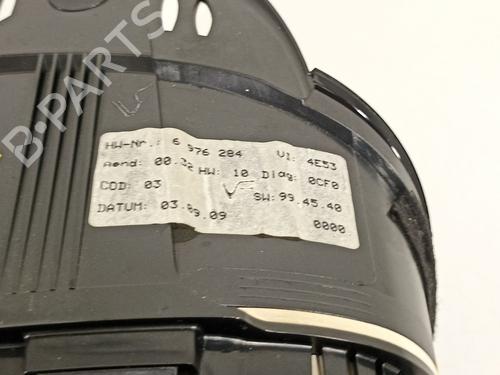 HW-Nr.: 6 976 284 VI: 4E53
Aend: 00.32 HW: 10 Diag: 0CF0
COD: 03 SW: 99.45.40
DATUM: 03.09.09 0000
B-PARTS